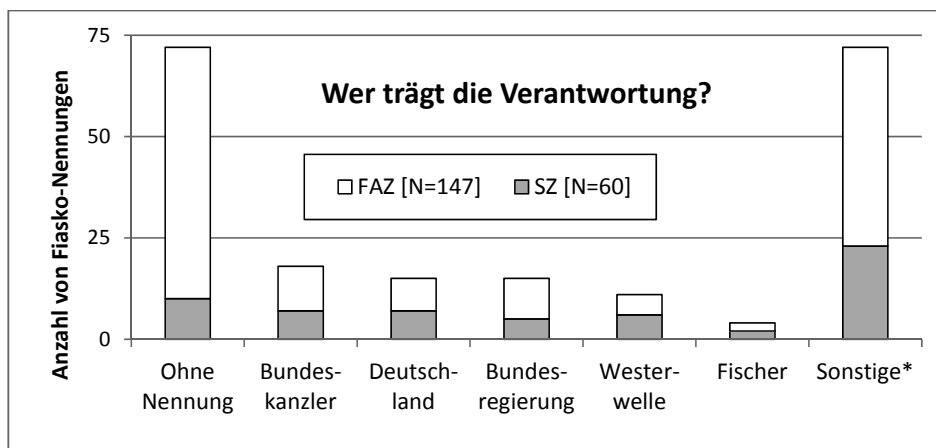 Anzahl von Fiasko-Nennungen
75
50
25
0
Wer trägt die Verantwortung?
FAZ [N=147] SZ [N=60]
Ohne
Nennung
Bundes-
kanzler
Deutsch-
land
Bundes-
regierung
Wester-
welle
Fischer
Sonstige*